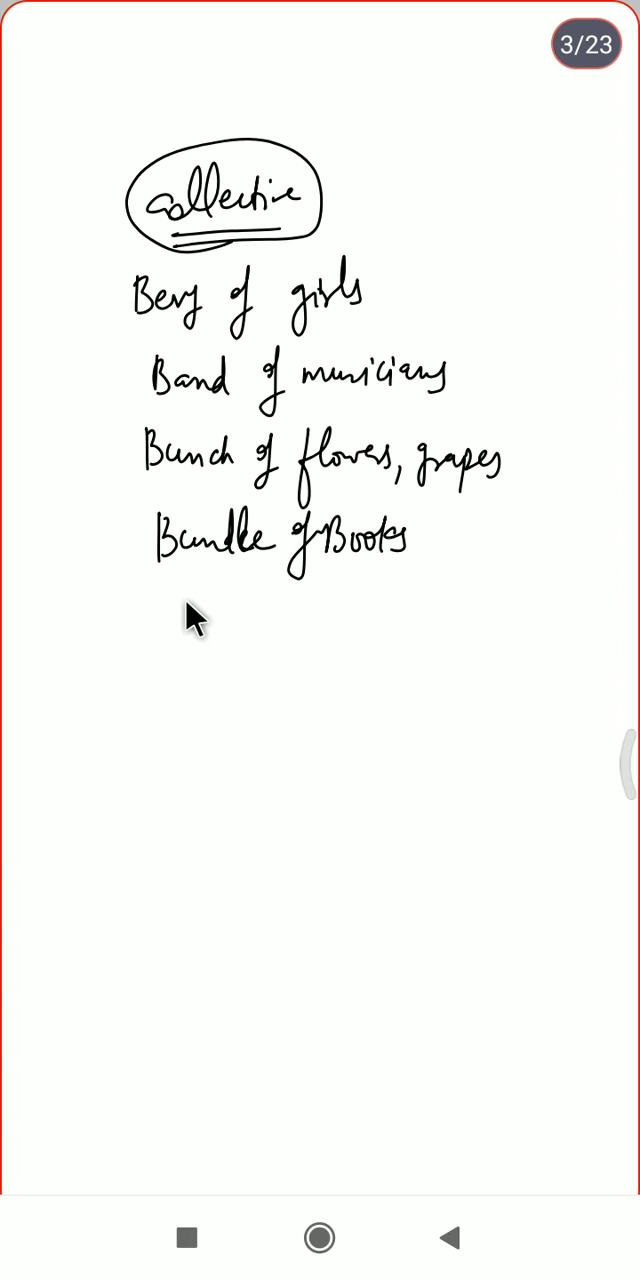 3/23
collective
Bevy of girls
Band of musicians
Bunch of flowers, grapes
Bundle of Books